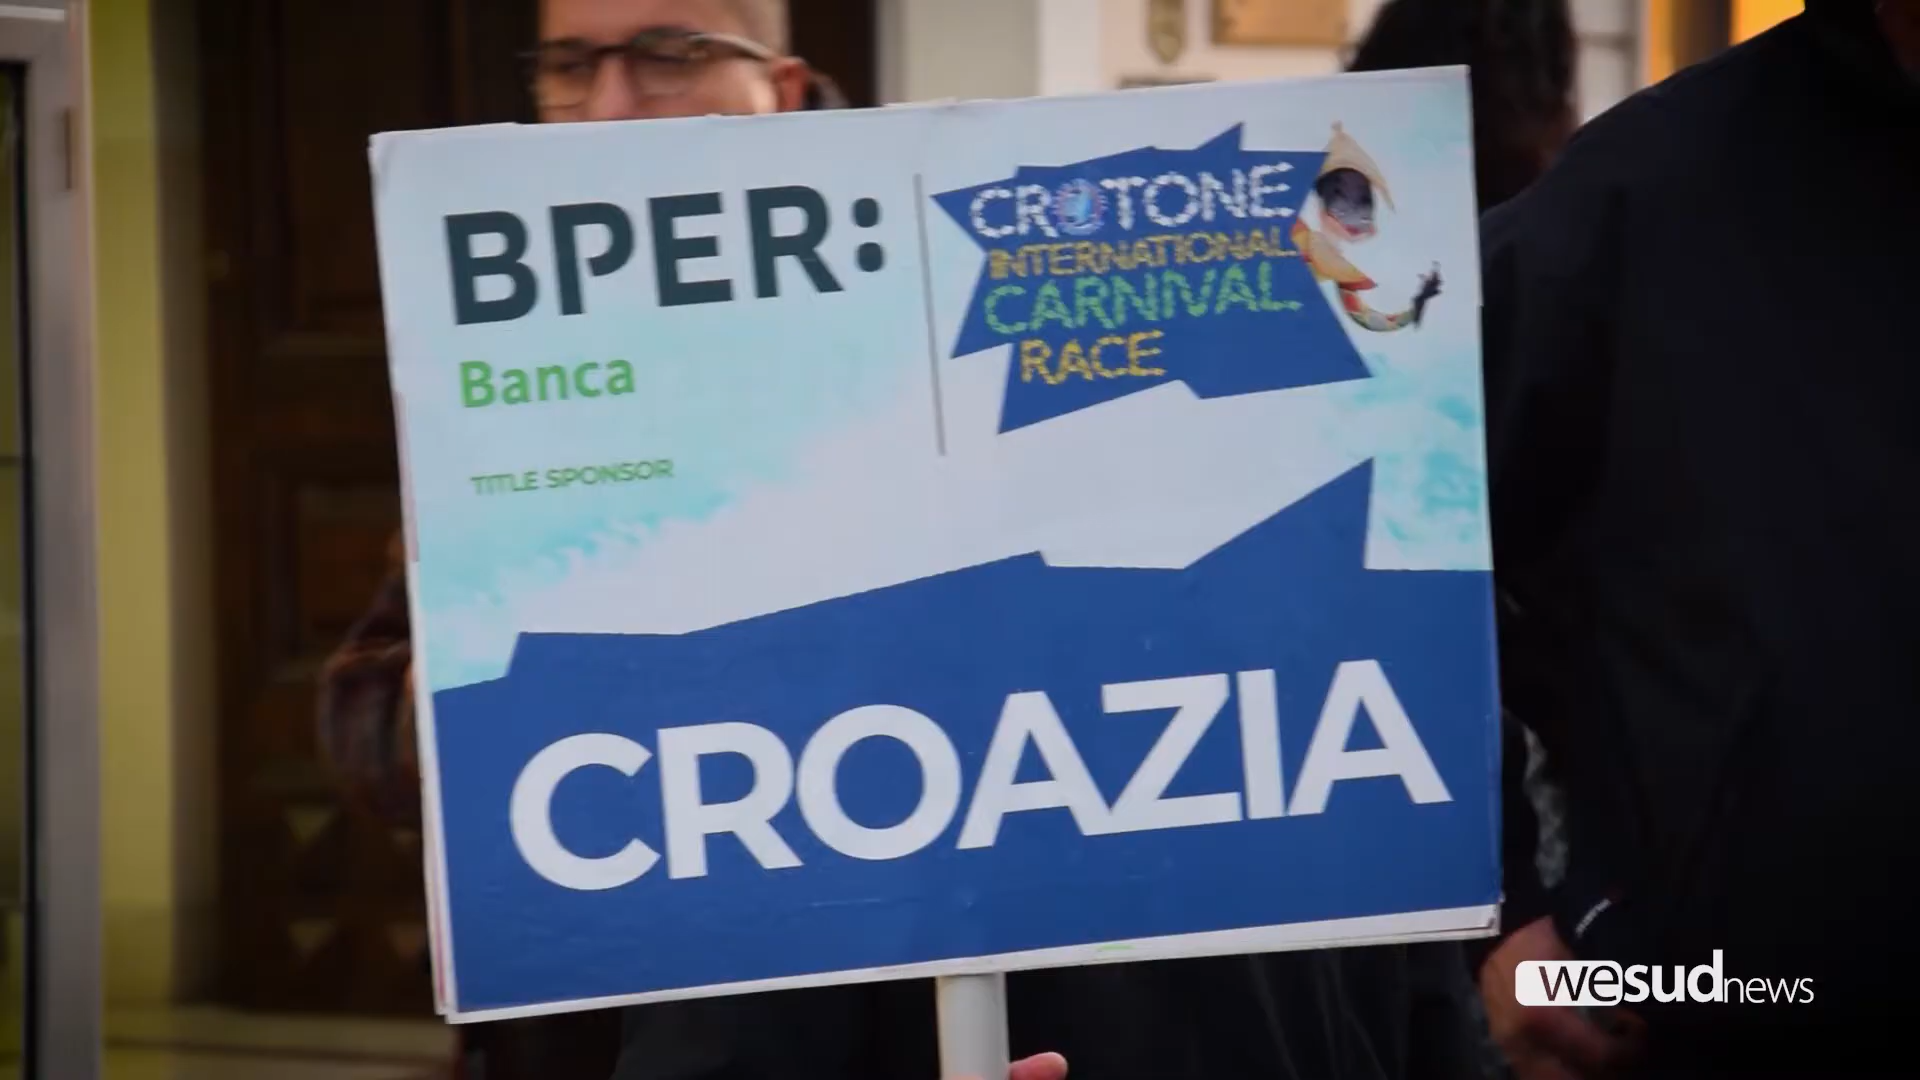 BPER:
Banca
TITLE SPONSOR
CROTONE
INTERNATIONAL
CARNIVAL
RACE
CROAZIA
wesudnews